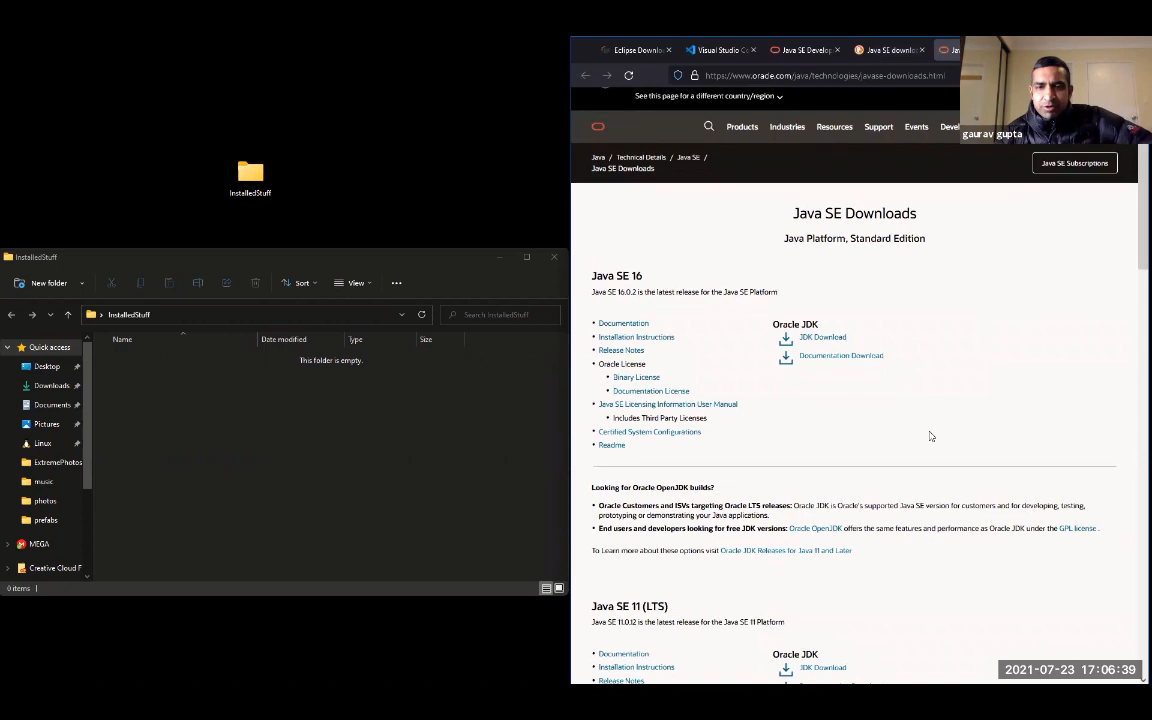 InstalledStuff
InstalledStuff
New folder
Sort
View
InstalledStuff
Search InstalledStuff
Name
Date modified
Type
Size
This folder is empty.
Quick access
Desktop
Downloads
Documents
Pictures
Linux
ExtremePhotos
music
photos
prefabs
MEGA
Creative Cloud F
0 items
Eclipse Downlo
Visual Studio Co
Java SE Develo
Java SE downlo
https://www.oracle.com/java/technologies/javase-downloads.html
gaurav gupta
See this page for a different country/region
Products
Industries
Resources
Support
Events
Devel
Java / Technical Details / Java SE /
Java SE Downloads
Java SE Subscriptions
Java SE Downloads
Java Platform, Standard Edition
Java SE 16
Java SE 16.0.2 is the latest release for the Java SE Platform
Documentation
Installation Instructions
Release Notes
Oracle License
Binary License
Documentation License
Java SE Licensing Information User Manual
Includes Third Party Licenses
Certified System Configurations
Readme
Oracle JDK
JDK Download
Documentation Download
Looking for Oracle OpenJDK builds?
Oracle Customers and ISVs targeting Oracle LTS releases: Oracle JDK is Oracle's supported Java SE version for customers and for developing, testing,
prototyping or demonstrating your Java applications.
End users and developers looking for free JDK versions: Oracle OpenJDK offers the same features and performance as Oracle JDK under the GPL license .
To Learn more about these options visit Oracle JDK Releases for Java 11 and Later
Java SE 11 (LTS)
Java SE 11.0.12 is the latest release for the Java SE 11 Platform
Documentation
Installation Instructions
Release Notes
Oracle JDK
JDK Download
2021-07-23 17:06:39